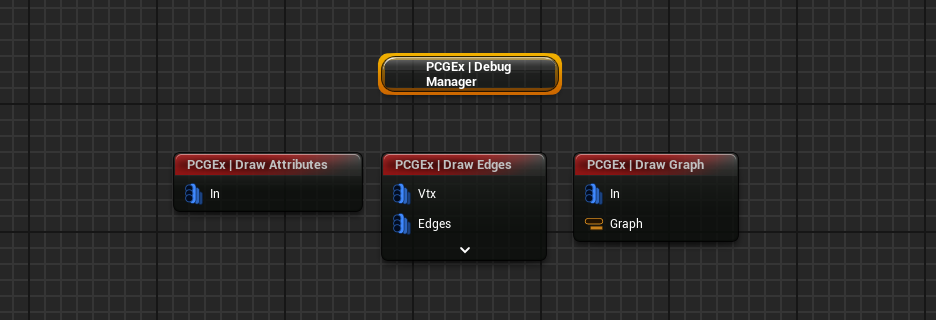 PCGEx | Debug
Manager
PCGEx | Draw Attributes
In
PCGEx | Draw Edges
Vtx
Edges
PCGEx | Draw Graph
In
Graph